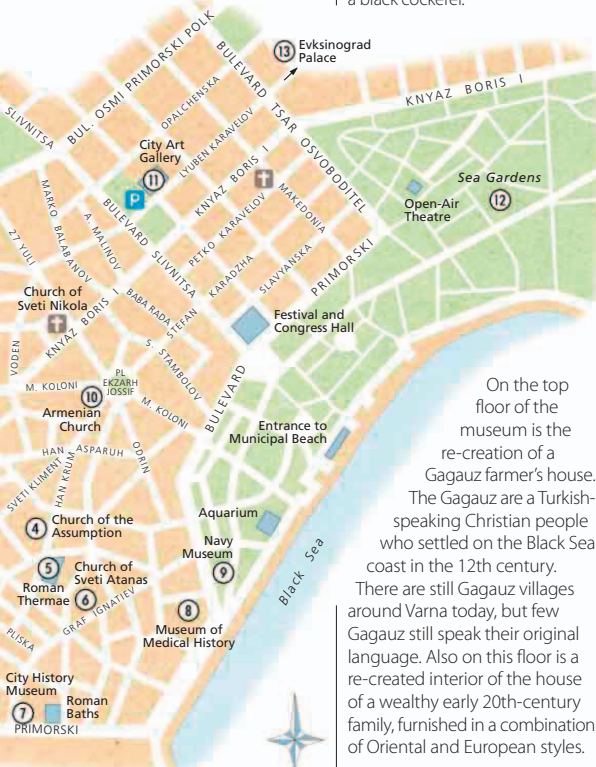 a black cockerel.
13
Evksinograd
Palace
BUL. OSMI PRIMORSKI POLK
BULEVARD TSAR OSVOBODITEL
KNYAZ BORIS I
SLIVNITSA
OPALCHENSKA
LYUBEN KARAVELOV
City Art
Gallery
11
P
KNYAZ BORIS I
MAKEDONIA
Sea Gardens
12
Open-Air
Theatre
MARKO BALABANOV
A. MALINOV
BULEVARD SLIVNITSA
PETKO KARAVELOV
KARADZHA
SLAVYANSKA
PRIMORSKI
27 YULI
Church of
Sveti Nikola
KNYAZ BORIS I
BABA RADA
STEFAN
S. STAMBOLOV
Festival and
Congress Hall
VODEN
M. KOLONI
PL
EKZARH
JOSSIF
10
Armenian
Church
M. KOLONI
BULEVARD
Entrance to
Municipal Beach
HAN ASPARUH
ODRIN
SVETI KLIMENT
HAN KRUM
4
Church of the
Assumption
Aquarium
Navy
Museum
9
Black Sea
5
Roman
Thermae
Church of
Sveti Atanas
6
GRAF IGNATIEV
8
Museum of
Medical History
PLISKA
City History
Museum
7
Roman
Baths
PRIMORSKI
On the top
floor of the
museum is the
re-creation of a
Gagauz farmer’s house.
The Gagauz are a Turkish-
speaking Christian people
who settled on the Black Sea
coast in the 12th century.
There are still Gagauz villages
around Varna today, but few
Gagauz still speak their original
language. Also on this floor is a
re-created interior of the house
of a wealthy early 20th-century
family, furnished in a combination
of Oriental and European styles.